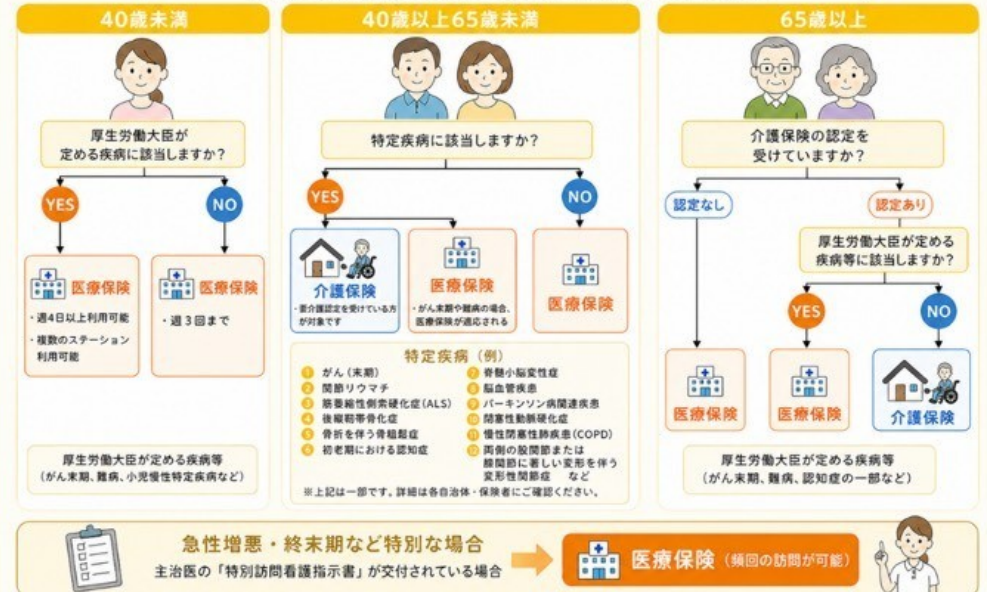 40歳未満
厚生労働大臣が
定める疾病に該当しますか？
YES
NO
医療保険
・週4日以上利用可能
・複数のステーション
利用可能
医療保険
・週３回まで
厚生労働大臣が定める疾病等
（がん末期、難病、小児慢性特定疾病など）
40歳以上65歳未満
特定疾病に該当しますか？
YES
NO
介護保険
・要介護認定を受けている方
が対象です
医療保険
・がん末期や難病の場合、
医療保険が適応される
医療保険
特定疾病（例）
1 がん（末期）
2 関節リウマチ
3 筋萎縮性側索硬化症（ALS）
4 後縦靭帯骨化症
5 骨折を伴う骨粗鬆症
6 初老期における認知症
7 脊髄小脳変性症
8 脳血管疾患
9 パーキンソン病関連疾患
10 閉塞性動脈硬化症
11 慢性閉塞性肺疾患（COPD）
12 両側の股関節または
膝関節に著しい変形を伴う
変形性関節症　など
※上記は一部です。詳細は各自治体・保険者にご確認ください。
65歳以上
介護保険の認定を
受けていますか？
認定なし
認定あり
厚生労働大臣が定める
疾病等に該当しますか？
YES
NO
医療保険
医療保険
介護保険
厚生労働大臣が定める疾病等
（がん末期、難病、認知症の一部など）
急性増悪・終末期など特別な場合
主治医の「特別訪問看護指示書」が交付されている場合
医療保険（頻回の訪問が可能）